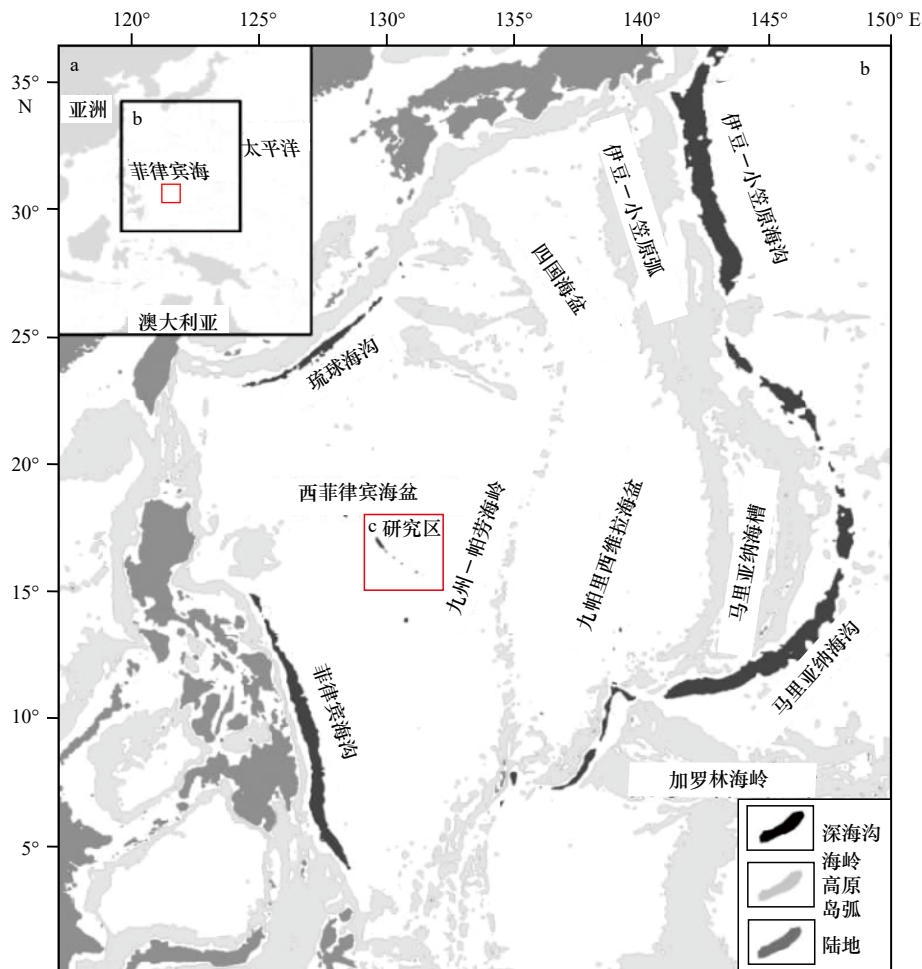 120° 125° 130° 135° 140° 145° 150° E
35°
N
30°
25°
20°
15°
10°
5°
a
亚洲
b
太平洋
菲律宾海
澳大利亚
b
伊豆－小笠原海沟
伊豆－小笠原弧
四国海盆
琉球海沟
西菲律宾海盆
c 研究区
九州－帕劳海岭
九帕里西维拉海盆
马里亚纳海槽
马里亚纳海沟
菲律宾海沟
加罗林海岭
深海沟
海岭
高原
岛弧
陆地